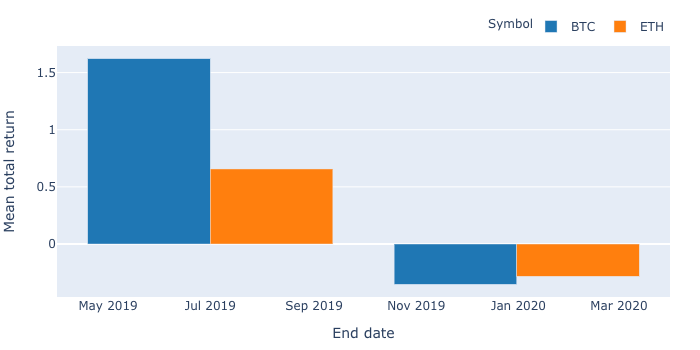 Symbol BTC ETH
Mean total return
1.5
1
0.5
0
May 2019 Jul 2019 Sep 2019 Nov 2019 Jan 2020 Mar 2020
End date